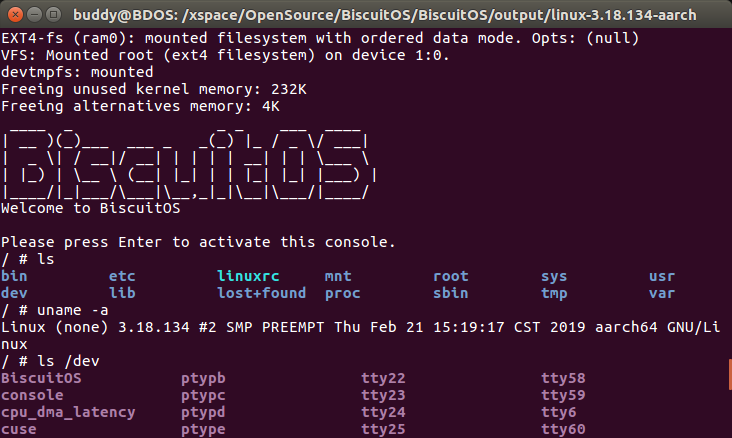 buddy@BDOS: /xspace/OpenSource/BiscuitOS/BiscuitOS/output/linux-3.18.134-aarch
EXT4-fs (ram0): mounted filesystem with ordered data mode. Opts: (null)
VFS: Mounted root (ext4 filesystem) on device 1:0.
devtmpfs: mounted
Freeing unused kernel memory: 232K
Freeing alternatives memory: 4K
BiscuitOS
Welcome to BiscuitOS
Please press Enter to activate this console.
/ # ls
bin etc linuxrc mnt root sys usr
dev lib lost+found proc sbin tmp var
/ # uname -a
Linux (none) 3.18.134 #2 SMP PREEMPT Thu Feb 21 15:19:17 CST 2019 aarch64 GNU/Li
nux
/ # ls /dev
BiscuitOS ptypb tty22 tty58
console ptypc tty23 tty59
cpu_dma_latency ptypd tty24 tty6
cuse ptype tty25 tty60